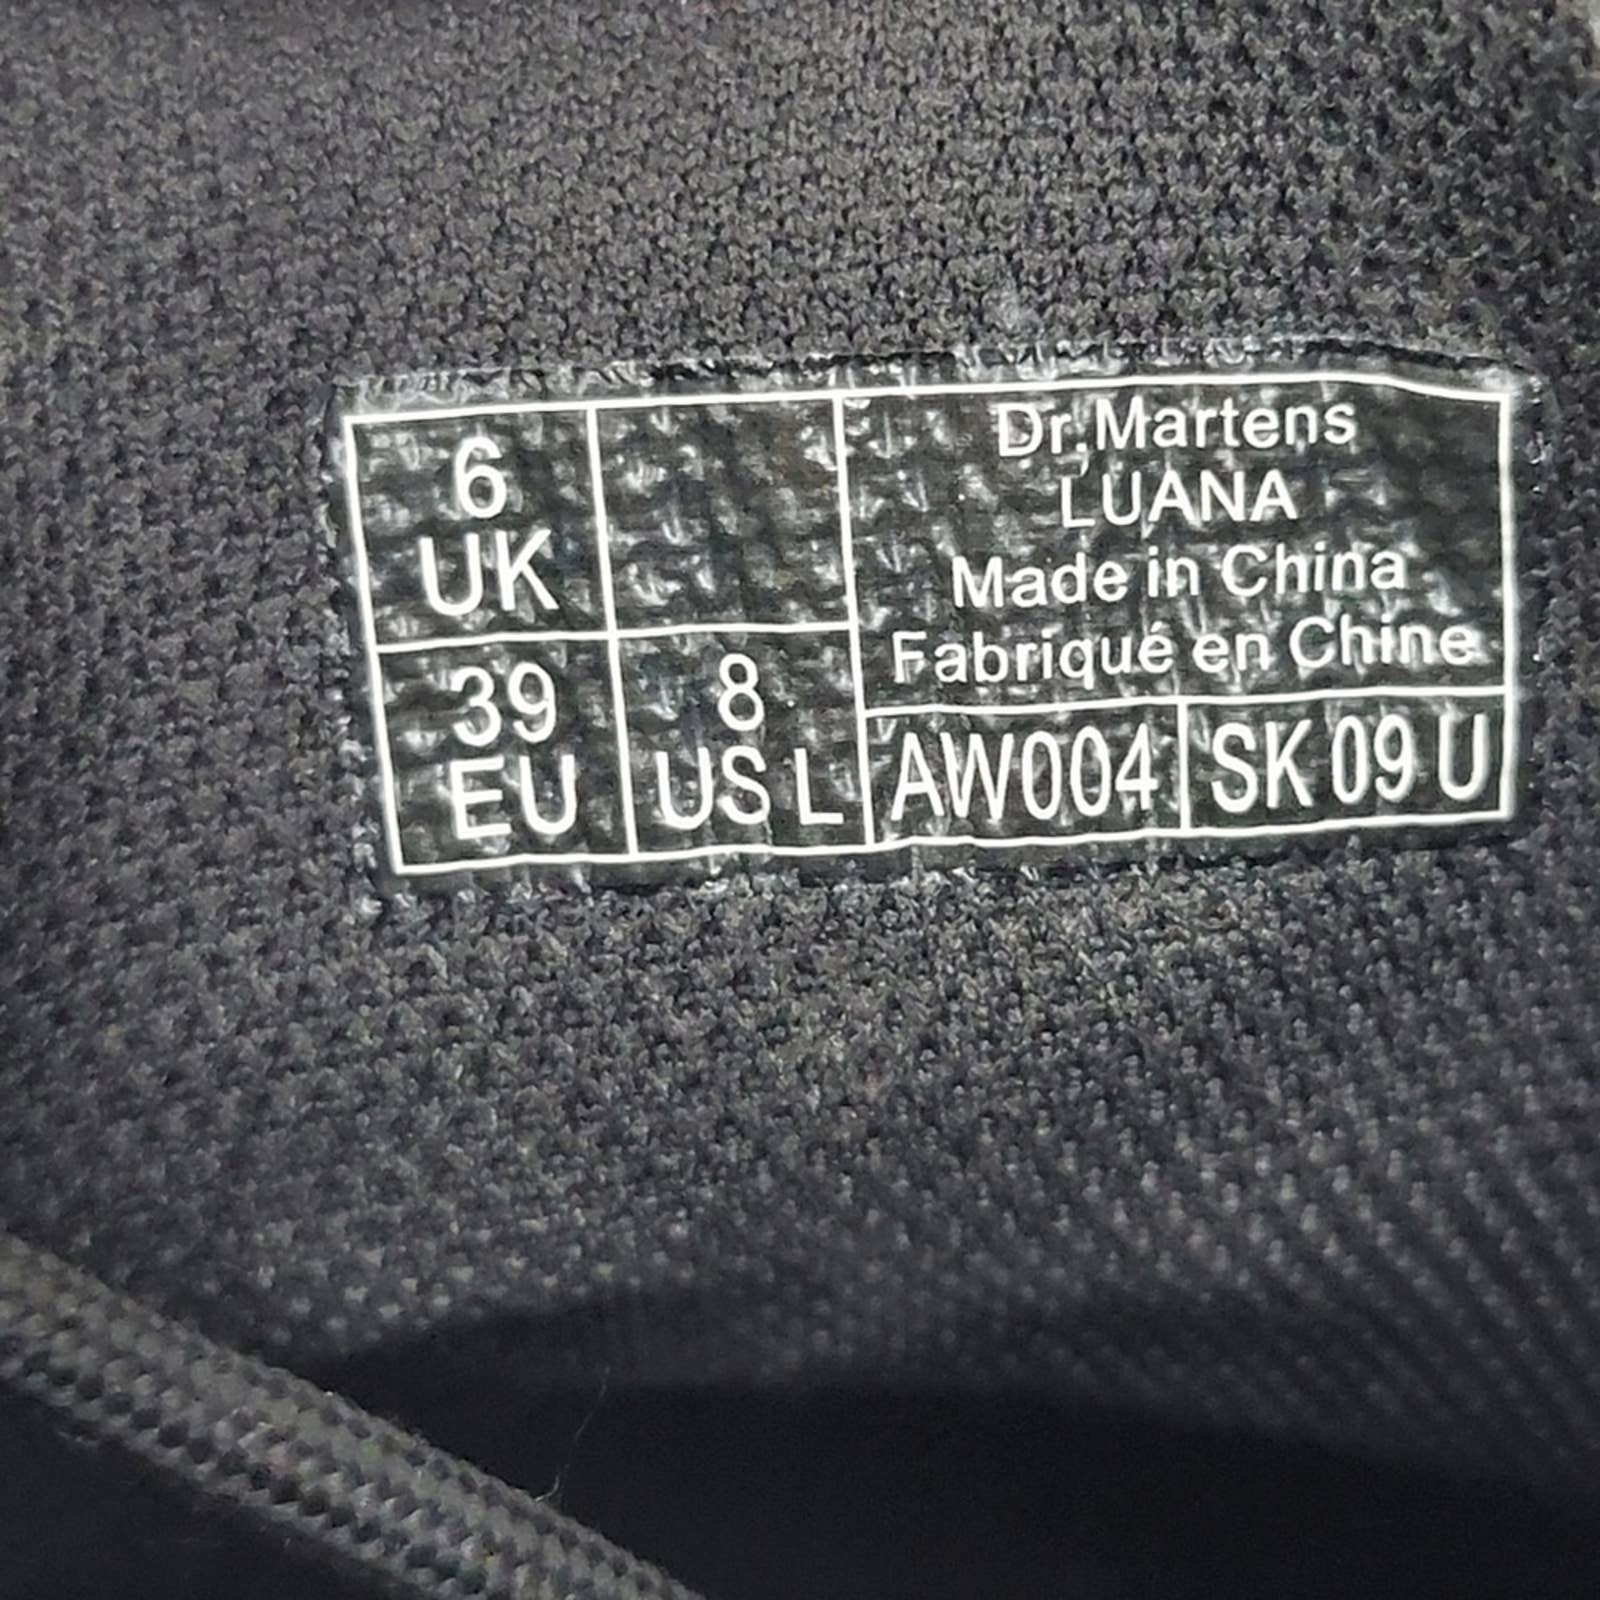 6
UK
39
EU
8
US L
Dr.Martens
LUANA
Made in China
Fabriqué en Chine
AW004
SK 09 U